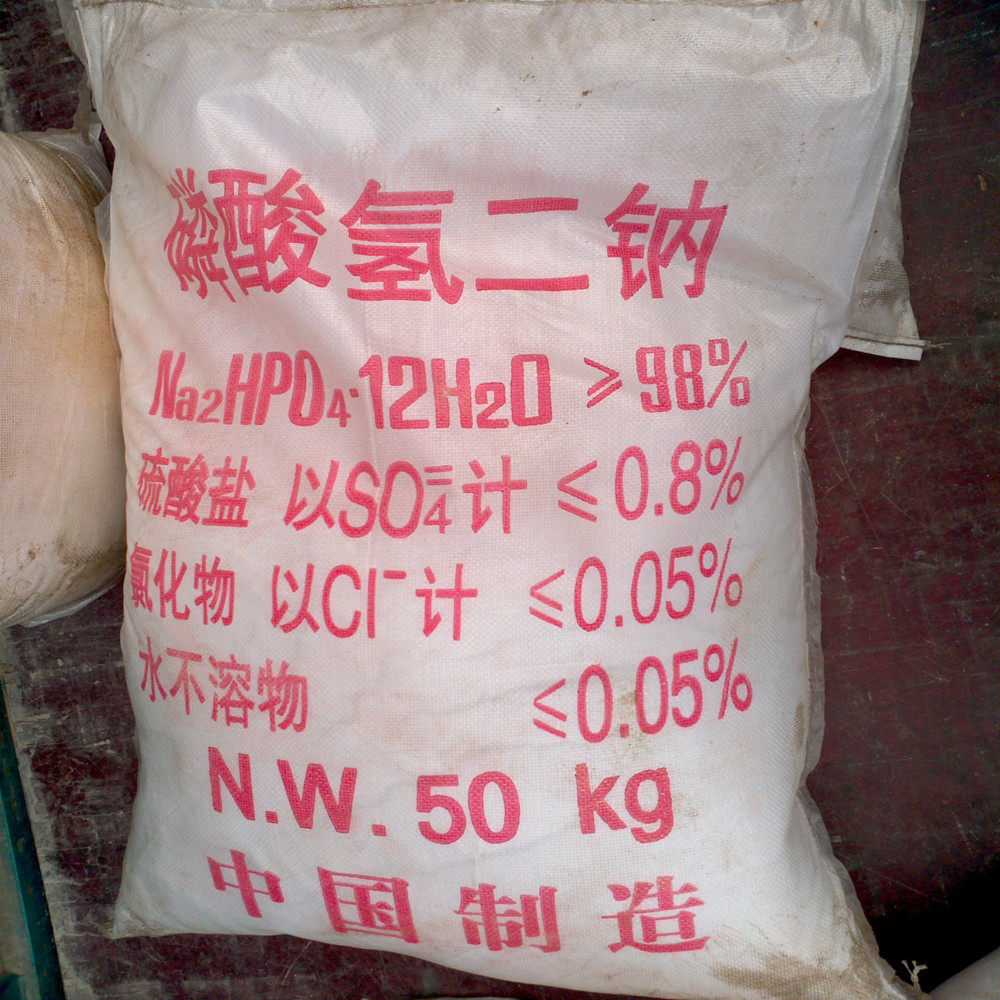 磷酸氢二钠
Na₂HPO₄·12H₂O ≥98%
硫酸盐 以SO₄⁼计 ≤0.8%
氯化物 以Cl⁻计 ≤0.05%
水不溶物 ≤0.05%
N.W. 50 kg
中国制造